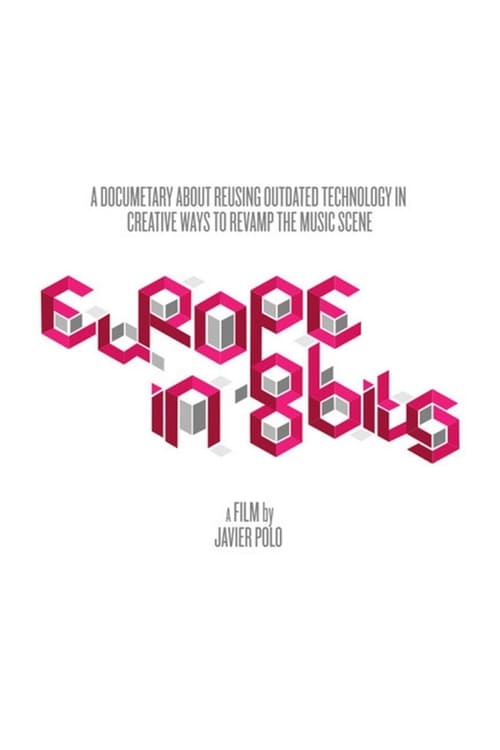 A DOCUMETARY ABOUT REUSING OUTDATED TECHNOLOGY IN
CREATIVE WAYS TO REVAMP THE MUSIC SCENE
EuROPE
in 8bits
A FILM by
JAVIER POLO